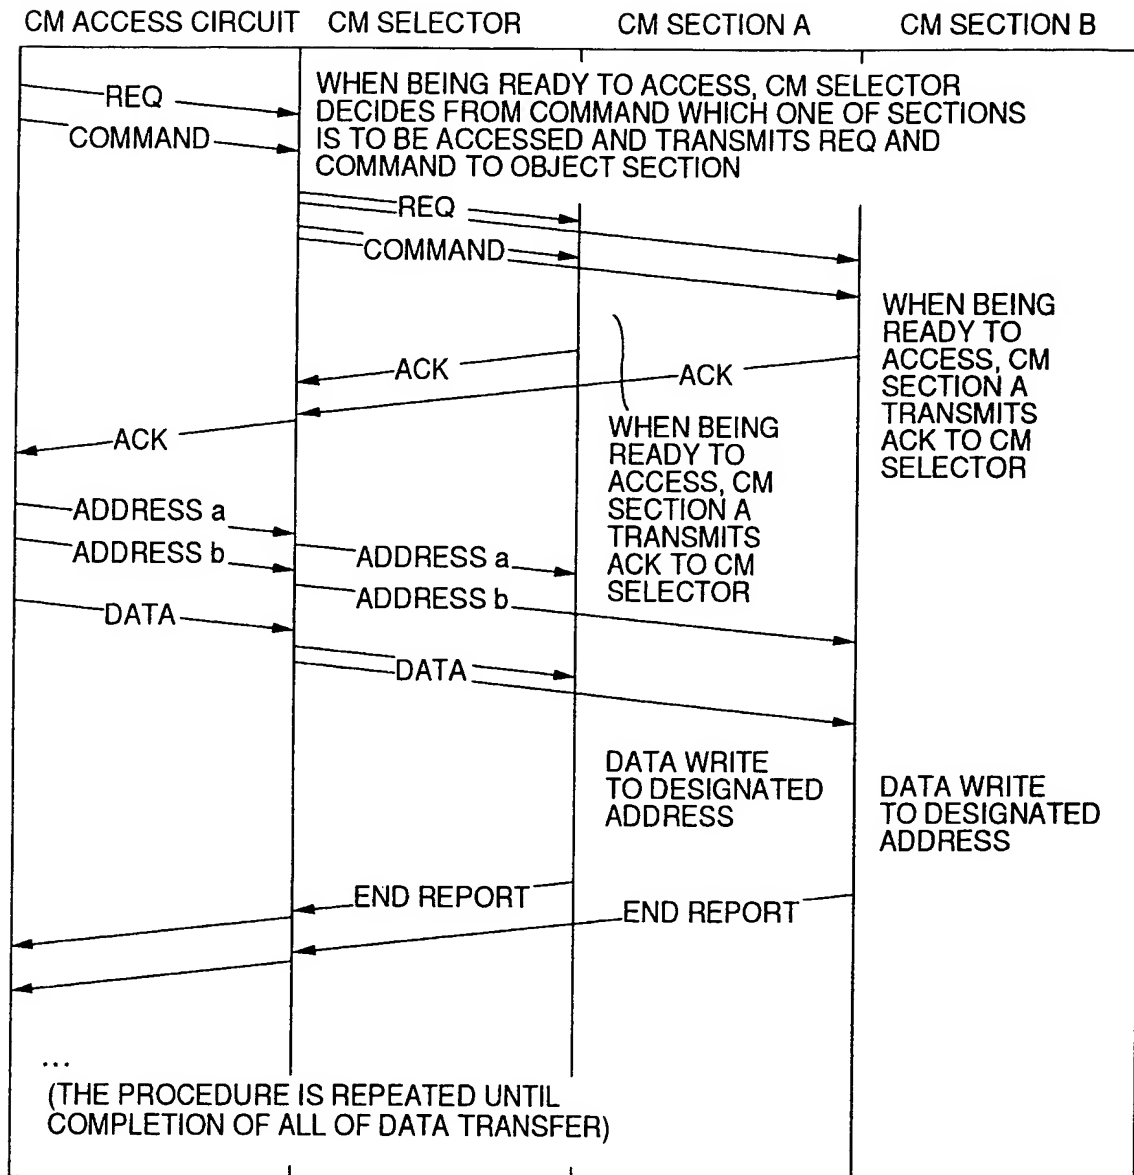 CM ACCESS CIRCUIT CM SELECTOR CM SECTION A CM SECTION B
WHEN BEING READY TO ACCESS, CM SELECTOR
DECIDES FROM COMMAND WHICH ONE OF SECTIONS
IS TO BE ACCESSED AND TRANSMITS REQ AND
COMMAND TO OBJECT SECTION
REQ
COMMAND
REQ
COMMAND
WHEN BEING
READY TO
ACCESS, CM
SECTION A
TRANSMITS
ACK TO CM
SELECTOR
ACK
ACK
ACK
WHEN BEING
READY TO
ACCESS, CM
SECTION A
TRANSMITS
ACK TO CM
SELECTOR
ADDRESS a
ADDRESS b
ADDRESS a
ADDRESS b
DATA
DATA
DATA WRITE
TO DESIGNATED
ADDRESS
DATA WRITE
TO DESIGNATED
ADDRESS
END REPORT
END REPORT
...
(THE PROCEDURE IS REPEATED UNTIL
COMPLETION OF ALL OF DATA TRANSFER)